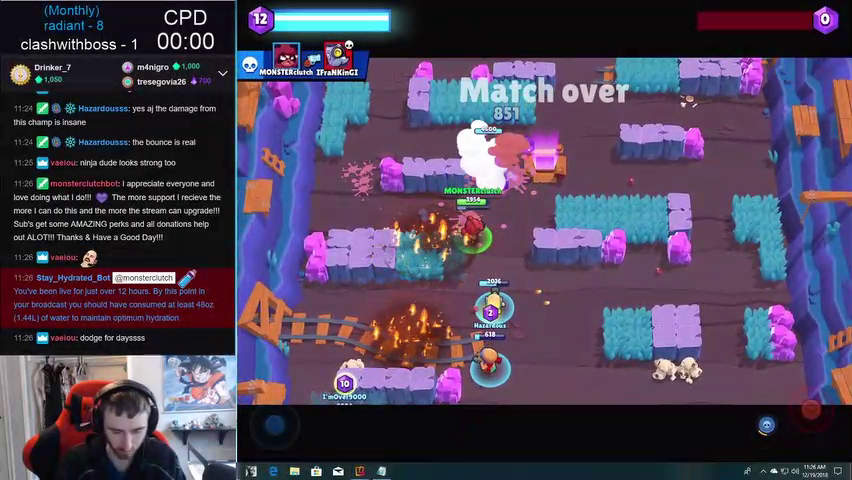 (Monthly)
radiant - 8
clashwithboss - 1
CPD
00:00
Drinker_7
1,050
m4nigro 1,000
tresegovia26 700
11:24 Hazardousss: yes aj the damage from
this champ is insane
11:24 Hazardousss: the bounce is real
11:25 vaeiou: ninja dude looks strong too
11:26 monsterclutchbot: I appreciate everyone and
love doing what I do!!! The more support I recieve the
more I can do this and the more the stream can upgrade!!!
Sub's get some AMAZING perks and all donations help
out ALOT!!! Thanks & Have a Good Day!!!
11:26 vaeiou:
11:26 Stay_Hydrated_Bot @monsterclutch
You've been live for just over 12 hours. By this point in
your broadcast you should have consumed at least 48oz
(1.44L) of water to maintain optimum hydration
11:26 vaeiou: dodge for dayssss
12
0
MONSTERclutch IFRaNKinGI
Match over
851
MONSTERclutch
3954
2036
2
Hazardous
618
10
I'mOver9000
11:26 AM
12/19/2018